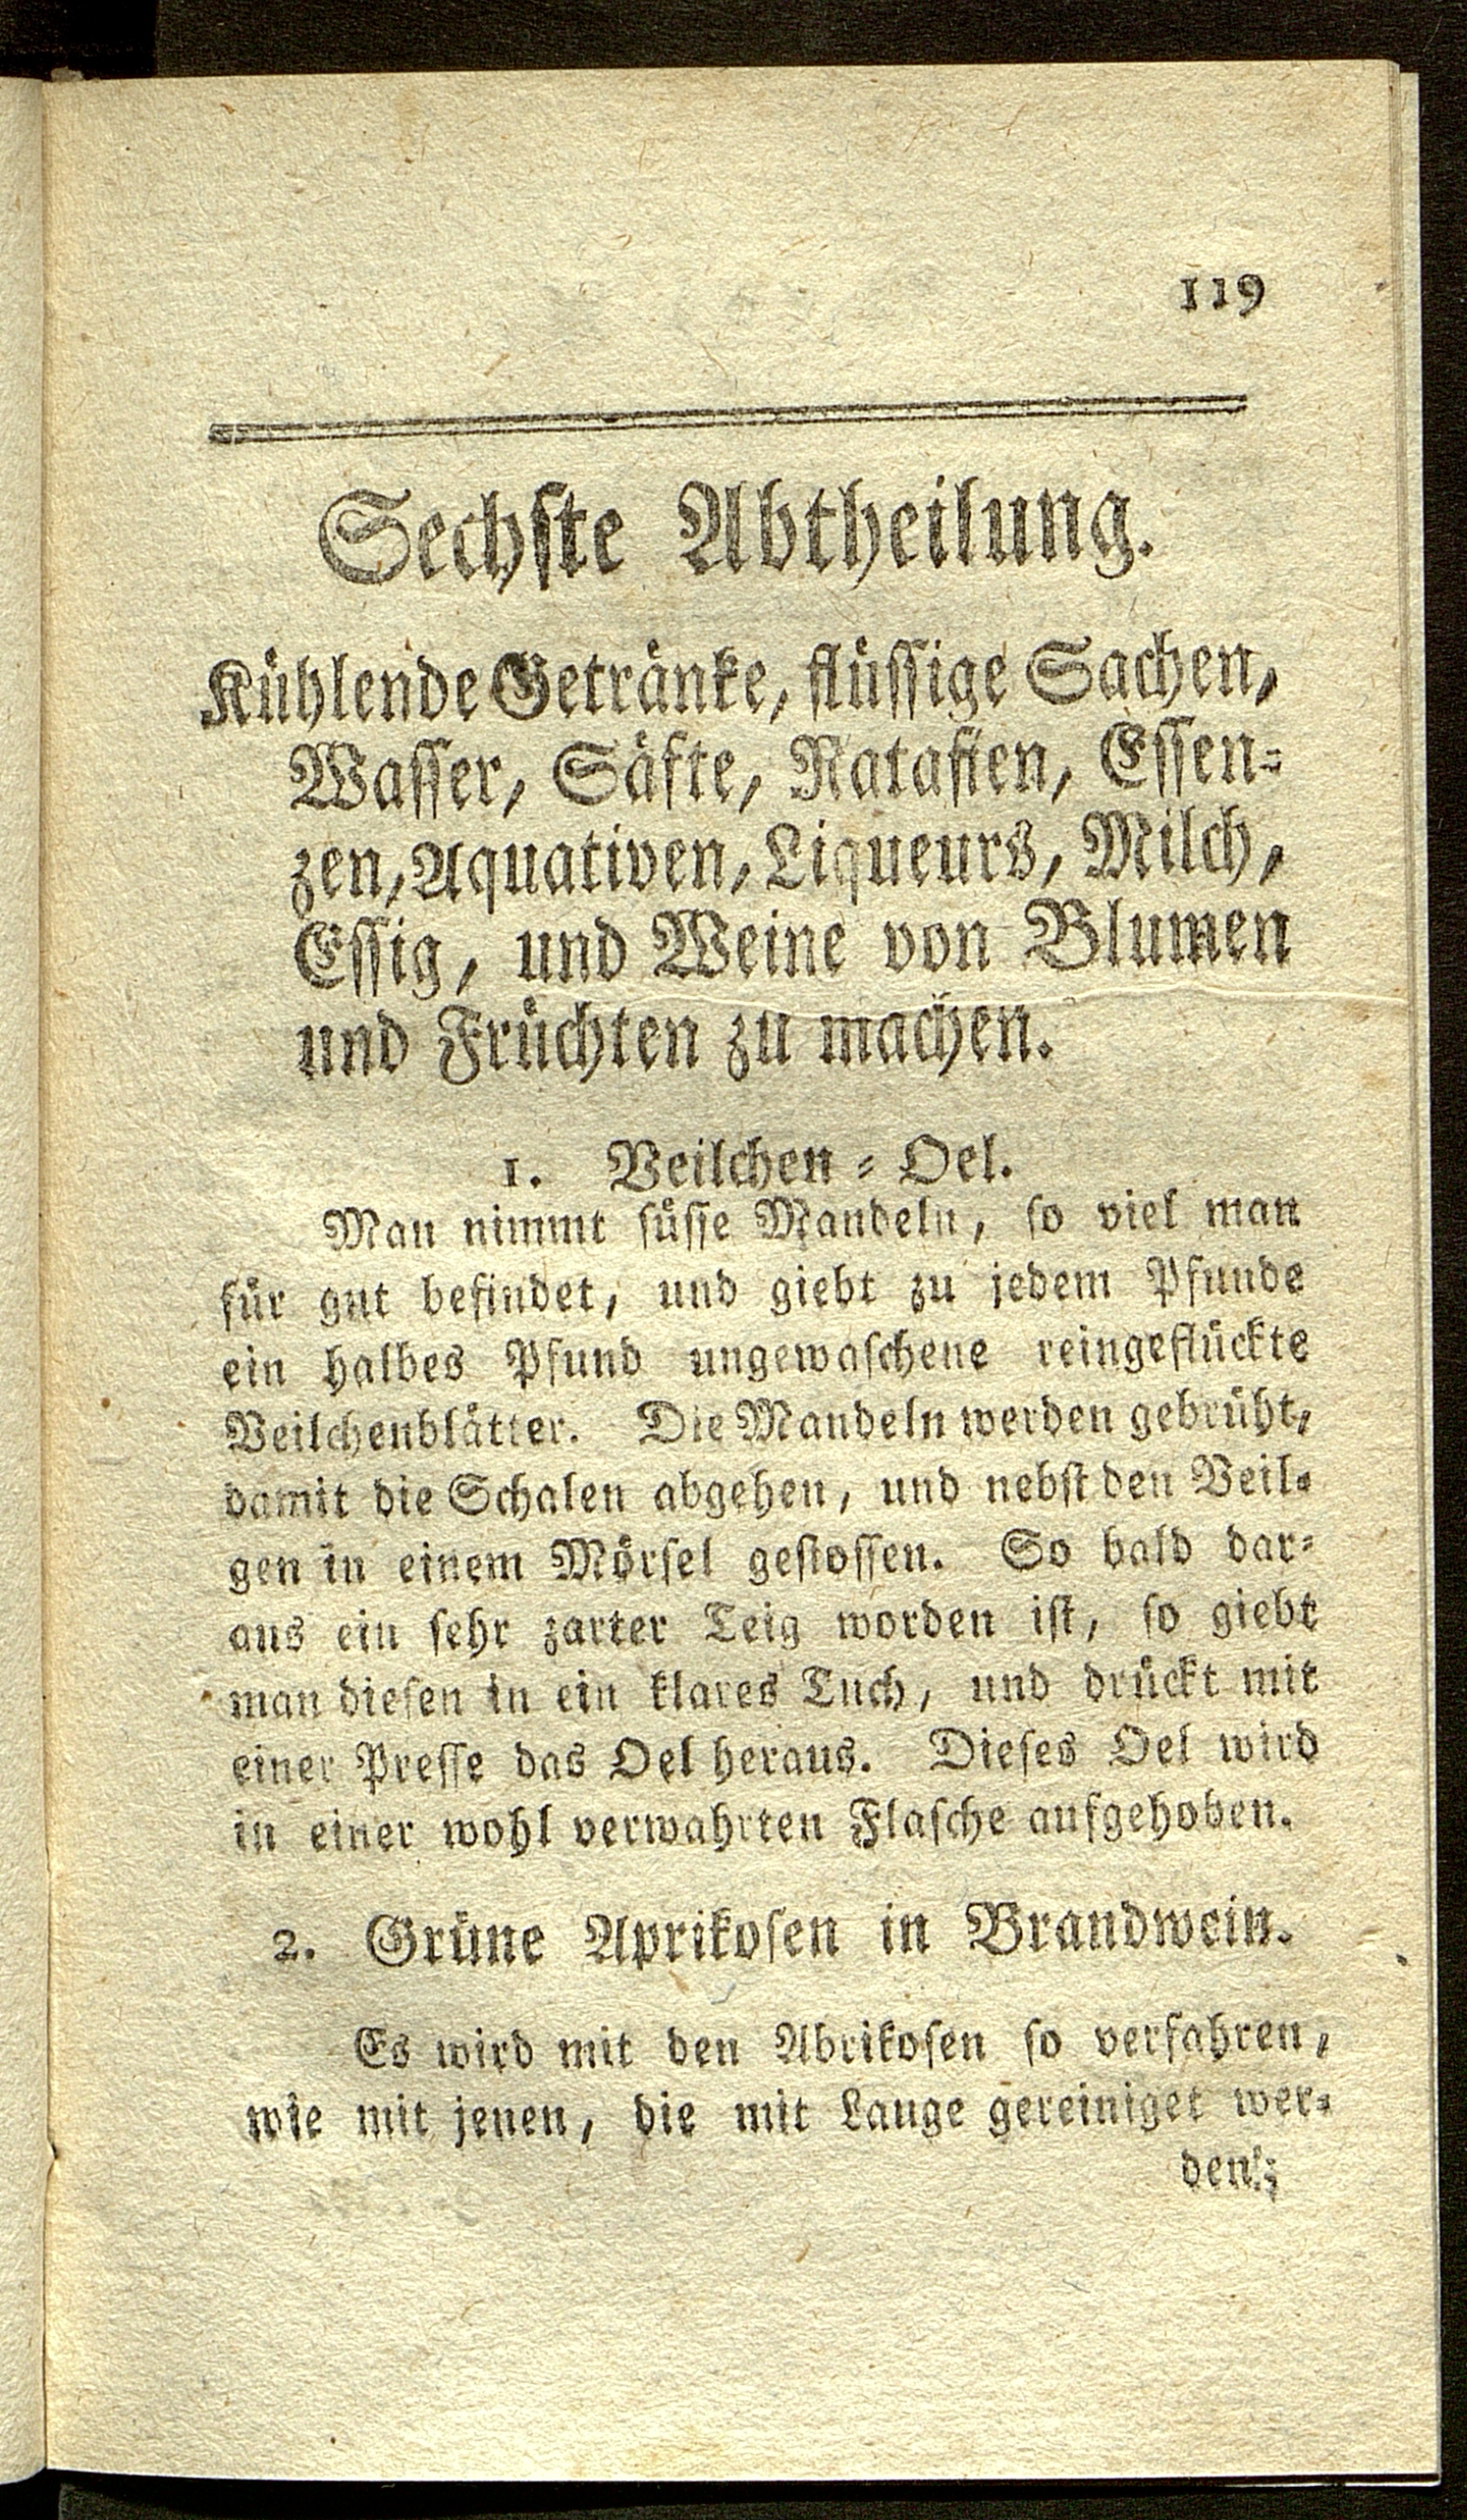 119
Sechste Abtheilung.
Kühlende Getränke, flüssige Sachen,
Wasser, Säfte, Ratafien, Essen-
zen, Aquativen, Liqueurs, Milch,
Essig, und Weine von Blumen
und Früchten zu machen.
1. Veilchen-Oel.
Man nimmt süsse Mandeln, so viel man
für gut befindet, und giebt zu jedem Pfunde
ein halbes Pfund ungewaschene reingeflückte
Veilchenblätter. Die Mandeln werden gebrüht,
damit die Schalen abgehen, und nebst den Veil-
gen in einem Mörsel gestossen. So bald dar-
aus ein sehr zarter Teig worden ist, so giebt
man diesen in ein klares Tuch, und drückt mit
einer Presse das Oel heraus. Dieses Oel wird
in einer wohl verwahrten Flasche aufgehoben.
2. Grüne Aprikosen in Brandwein.
Es wird mit den Abrikosen so verfahren,
wie mit jenen, die mit Lauge gereiniget wer-
den;